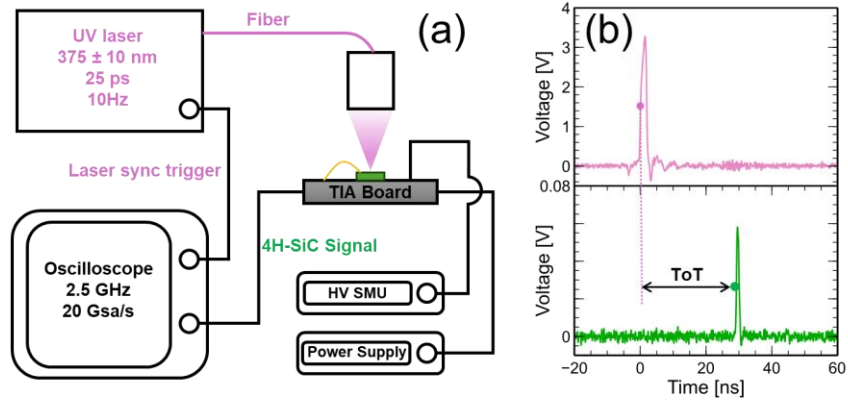 Fiber
(a)
UV laser
375 ± 10 nm
25 ps
10Hz
Laser sync trigger
TIA Board
4H-SiC Signal
Oscilloscope
2.5 GHz
20 Gsa/s
HV SMU
Power Supply
(b)
Voltage [V]
4
3
2
1
0
0.08
Voltage [V]
0
ToT
-20
0
20
40
60
Time [ns]